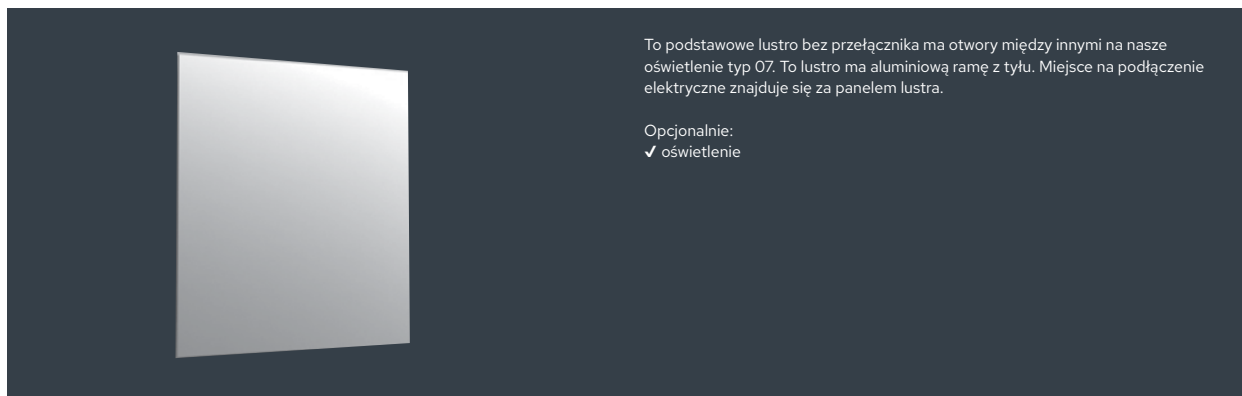 To podstawowe lustro bez przełącznika ma otwory między innymi na nasze
oświetlenie typ 07. To lustro ma aluminiową ramę z tyłu. Miejsce na podłączenie
elektryczne znajduje się za panelem lustra.
Opcjonalnie:
✓ oświetlenie